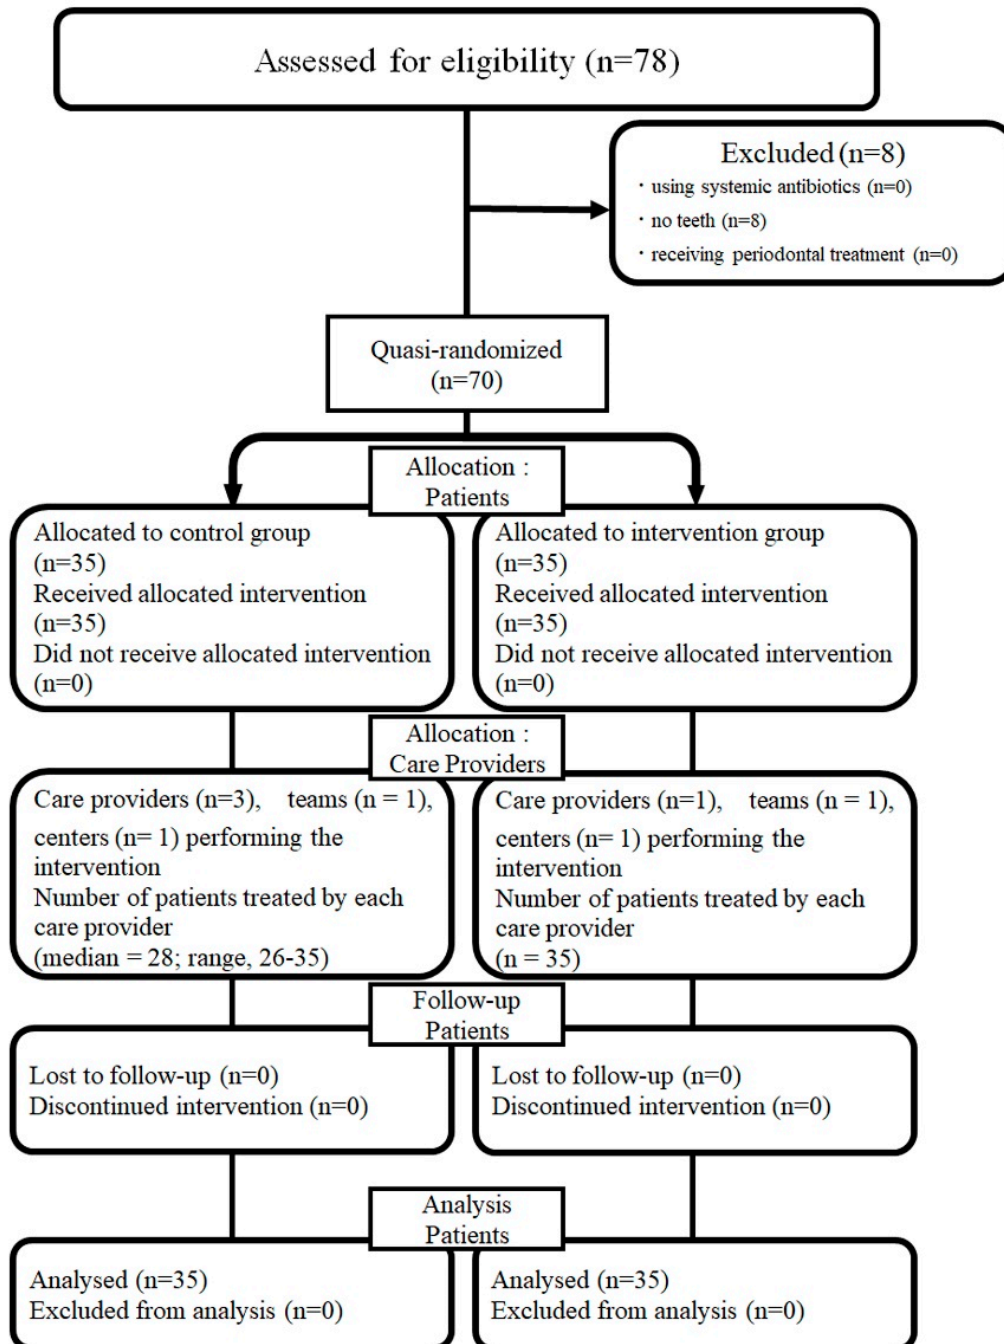 Assessed for eligibility (n=78)
Excluded (n=8)
・using systemic antibiotics (n=0)
・no teeth (n=8)
・receiving periodontal treatment (n=0)
Quasi-randomized
(n=70)
Allocation :
Patients
Allocated to control group
(n=35)
Received allocated intervention
(n=35)
Did not receive allocated intervention
(n=0)
Allocated to intervention group
(n=35)
Received allocated intervention
(n=35)
Did not receive allocated intervention
(n=0)
Allocation :
Care Providers
Care providers (n=3), teams (n = 1),
centers (n= 1) performing the
intervention
Number of patients treated by each
care provider
(median = 28; range, 26-35)
Care providers (n=1), teams (n = 1),
centers (n= 1) performing the
intervention
Number of patients treated by each
care provider
(n = 35)
Follow-up
Patients
Lost to follow-up (n=0)
Discontinued intervention (n=0)
Lost to follow-up (n=0)
Discontinued intervention (n=0)
Analysis
Patients
Analysed (n=35)
Excluded from analysis (n=0)
Analysed (n=35)
Excluded from analysis (n=0)